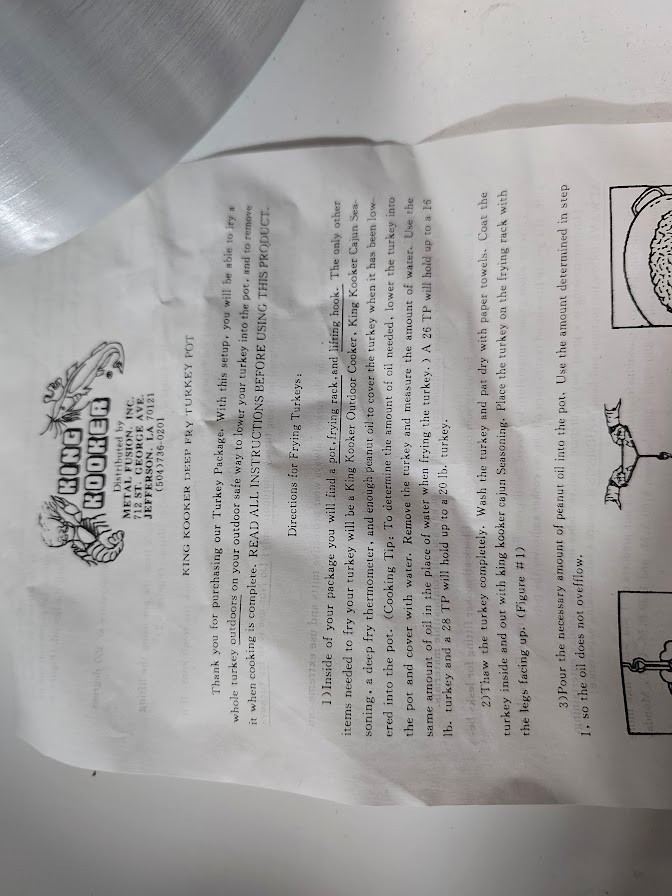 KING
KOOKER
Distributed by
METAL FUSION, INC.
712 ST. GEORGE AVE.
JEFFERSON, LA 70121
(504)736-0201
KING KOOKER DEEP FRY TURKEY POT
Thank you for purchasing our Turkey Package. With this setup, you will be able to fry a
whole turkey outdoors on your outdoor safe way to lower your turkey into the pot, and to remove
it when cooking is complete. READ ALL INSTRUCTIONS BEFORE USING THIS PRODUCT.
Directions for Frying Turkeys:
1)Inside of your package you will find a pot, frying rack, and lifting hook. The only other
items needed to fry your turkey will be a King Kooker Outdoor Cooker, King Kooker Cajun Sea-
soning, a deep fry thermometer, and enough peanut oil to cover the turkey when it has been low-
ered into the pot. (Cooking Tip: To determine the amount of oil needed, lower the turkey into
the pot and cover with water. Remove the turkey and measure the amount of water. Use the
same amount of oil in the place of water when frying the turkey.) A 26 TP will hold up to a 16
lb. turkey and a 28 TP will hold up to a 20 lb. turkey.
2)Thaw the turkey completely. Wash the turkey and pat dry with paper towels. Coat the
turkey inside and out with king kooker cajun Seasoning. Place the turkey on the frying rack with
the legs facing up. (Figure #1)
3)Pour the necessary amount of peanut oil into the pot. Use the amount determined in step
1, so the oil does not ovefflow.